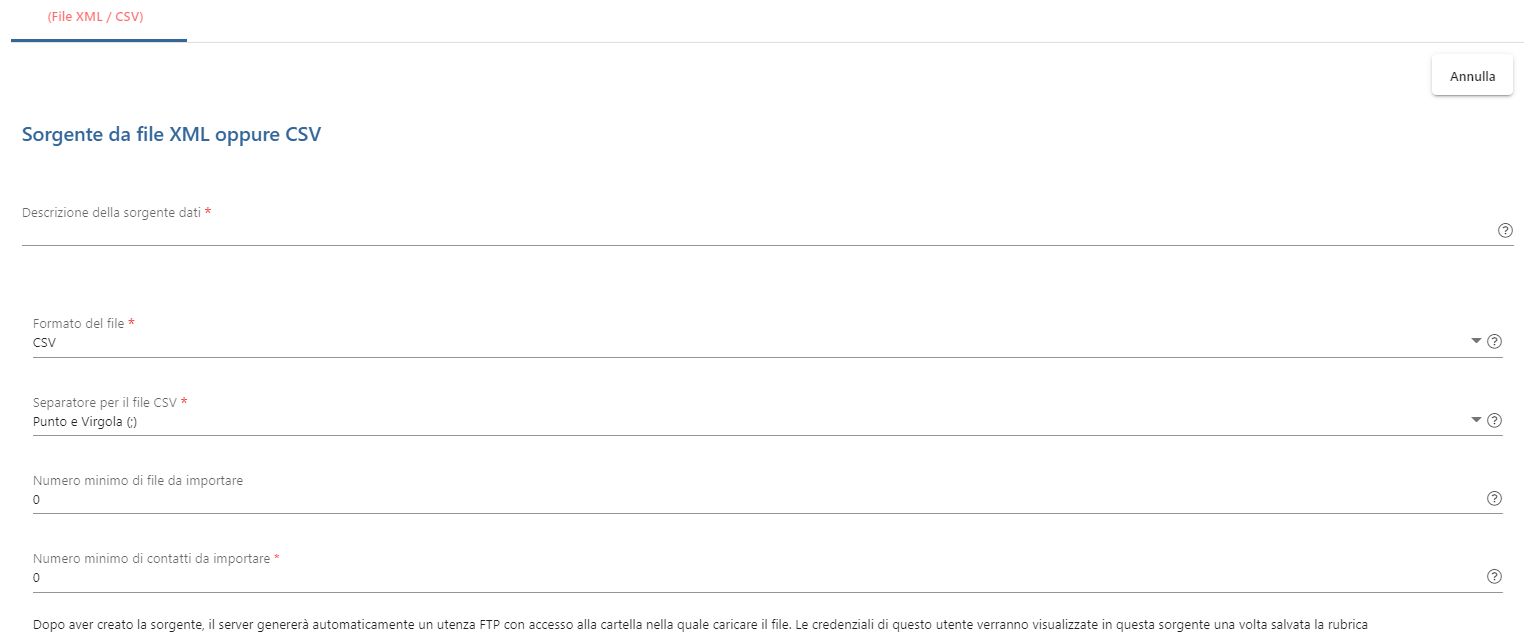 (File XML / CSV)
Annulla
Sorgente da file XML oppure CSV
Descrizione della sorgente dati *
Formato del file *
CSV
Separatore per il file CSV *
Punto e Virgola (;)
Numero minimo di file da importare
0
Numero minimo di contatti da importare *
0
Dopo aver creato la sorgente, il server genererà automaticamente un utenza FTP con accesso alla cartella nella quale caricare il file. Le credenziali di questo utente verranno visualizzate in questa sorgente una volta salvata la rubrica